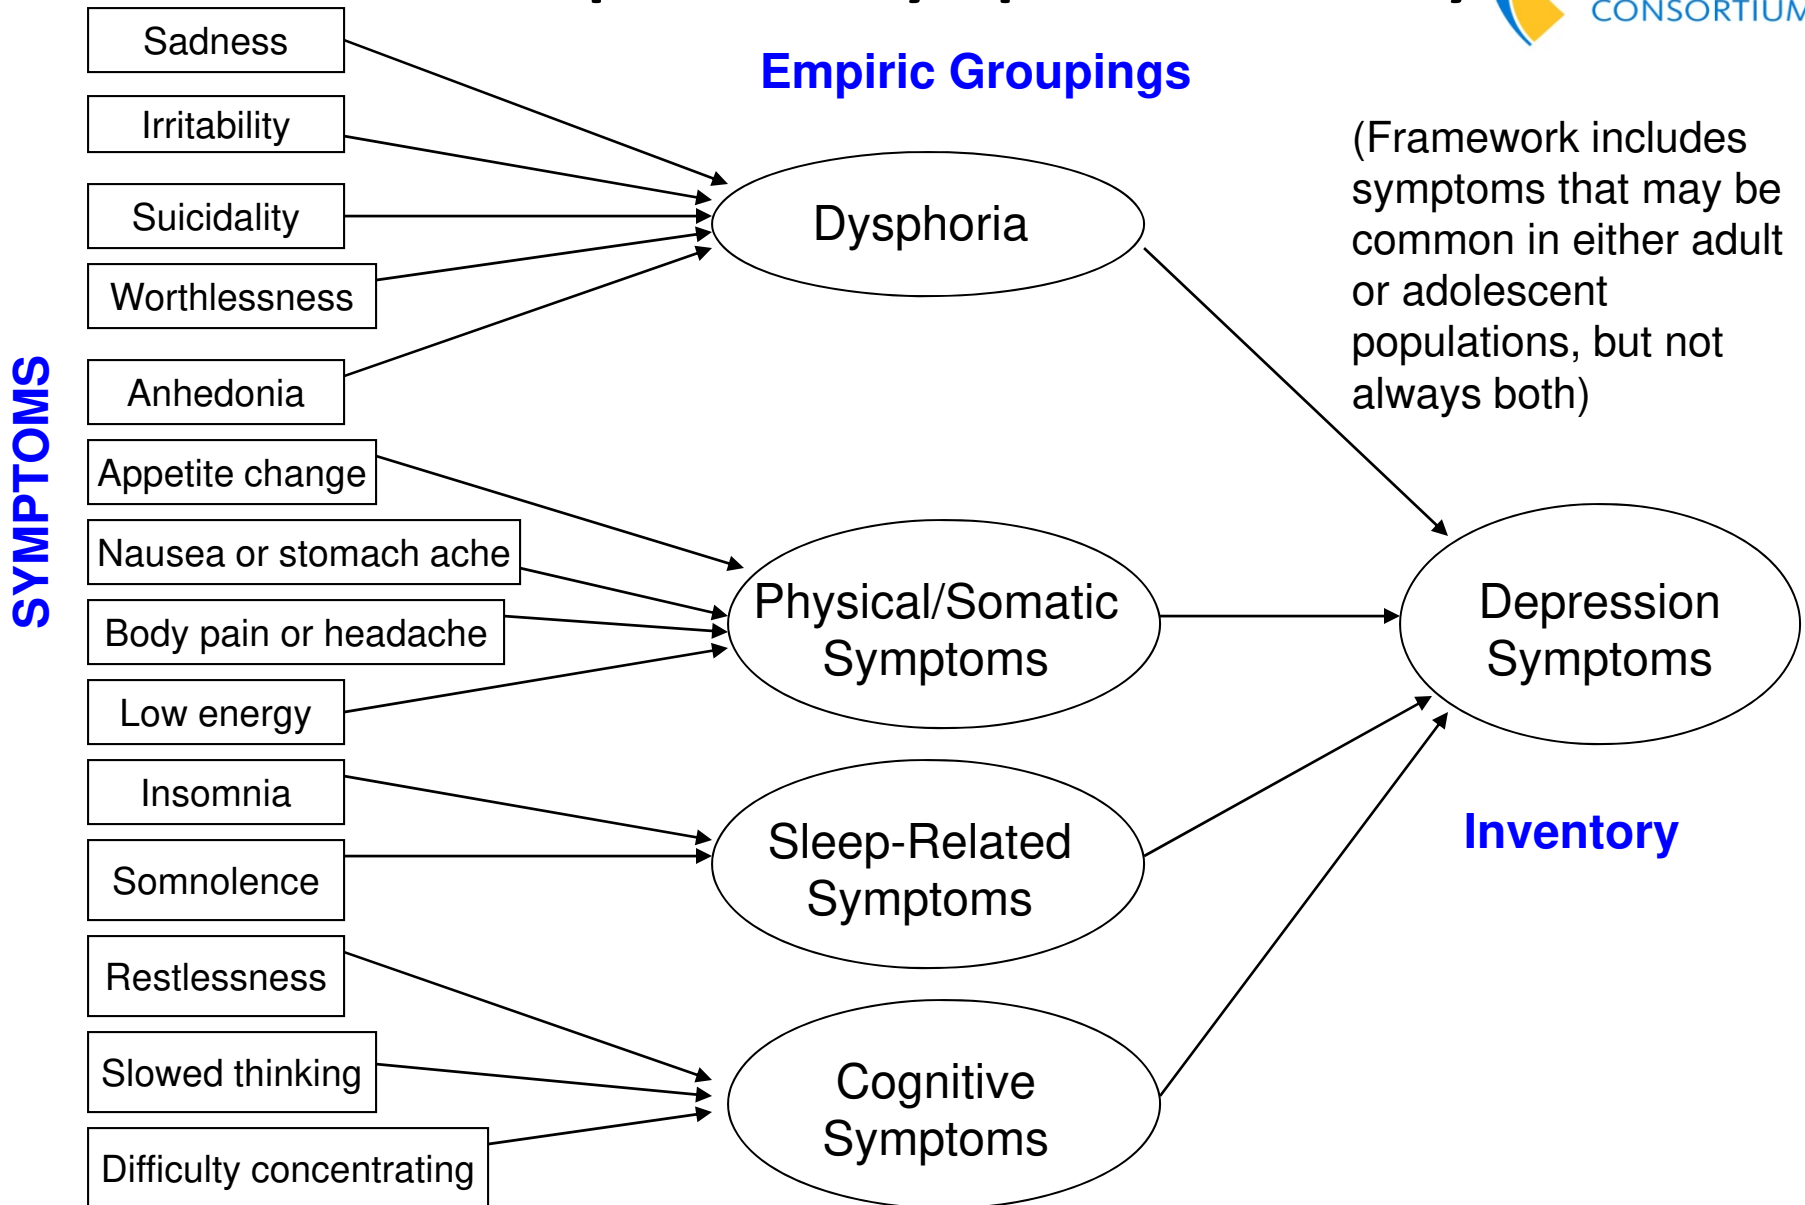 CONSORTIUM
Empiric Groupings
(Framework includes
symptoms that may be
common in either adult
or adolescent
populations, but not
always both)
SYMPTOMS
Sadness
Irritability
Suicidality
Worthlessness
Anhedonia
Appetite change
Nausea or stomach ache
Body pain or headache
Low energy
Insomnia
Somnolence
Restlessness
Slowed thinking
Difficulty concentrating
Dysphoria
Physical/Somatic
Symptoms
Sleep-Related
Symptoms
Cognitive
Symptoms
Depression
Symptoms
Inventory